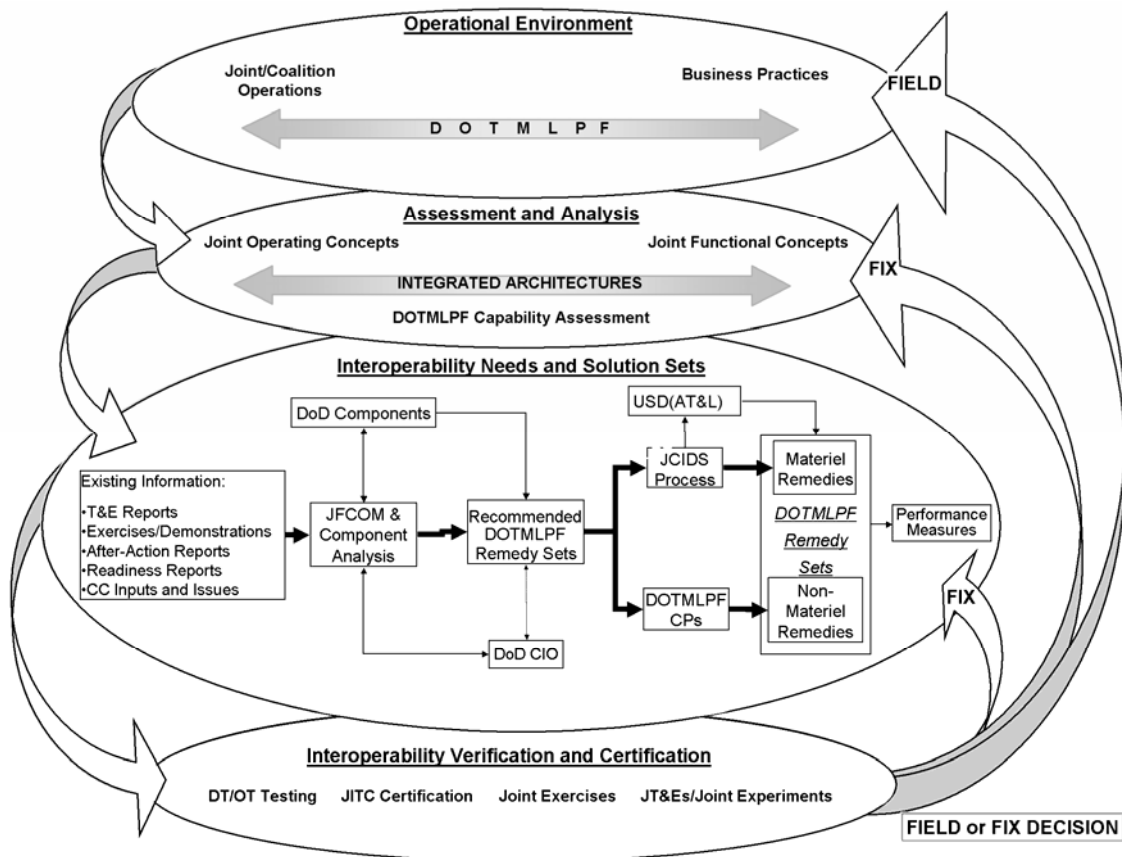 Operational Environment
Joint/Coalition
Operations
Business Practices
FIELD
D O T M L P F
Assessment and Analysis
Joint Operating Concepts
Joint Functional Concepts
FIX
INTEGRATED ARCHITECTURES
DOTMLPF Capability Assessment
Interoperability Needs and Solution Sets
DoD Components
USD(AT&L)
Existing Information:
•T&E Reports
•Exercises/Demonstrations
•After-Action Reports
•Readiness Reports
•CC Inputs and Issues
JFCOM &
Component
Analysis
Recommended
DOTMLPF
Remedy Sets
JCIDS
Process
Materiel
Remedies
DOTMLPF
Remedy
Sets
Performance
Measures
DOTMLPF
CPs
Non-
Materiel
Remedies
FIX
DoD CIO
Interoperability Verification and Certification
DT/OT Testing
JITC Certification
Joint Exercises
JT&Es/Joint Experiments
FIELD or FIX DECISION